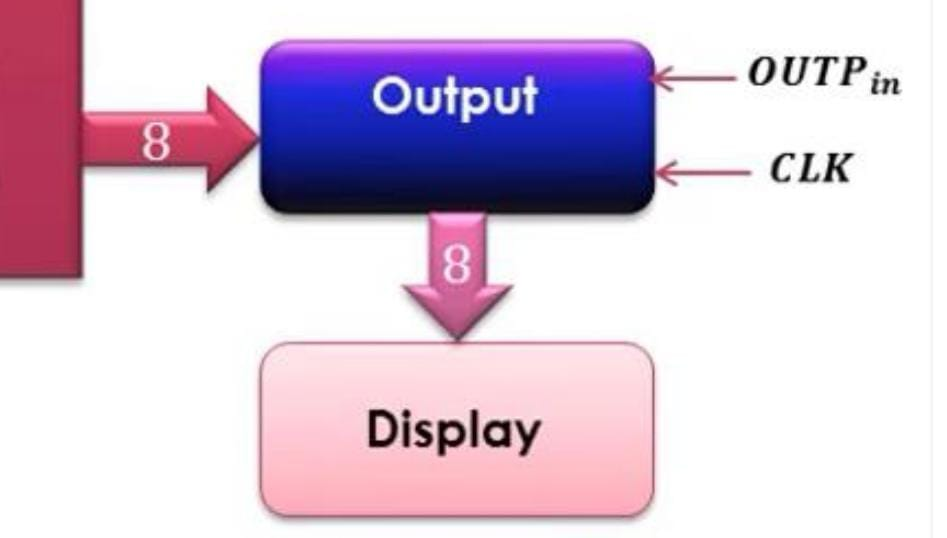 Output
OUTP_in
8
CLK
8
Display